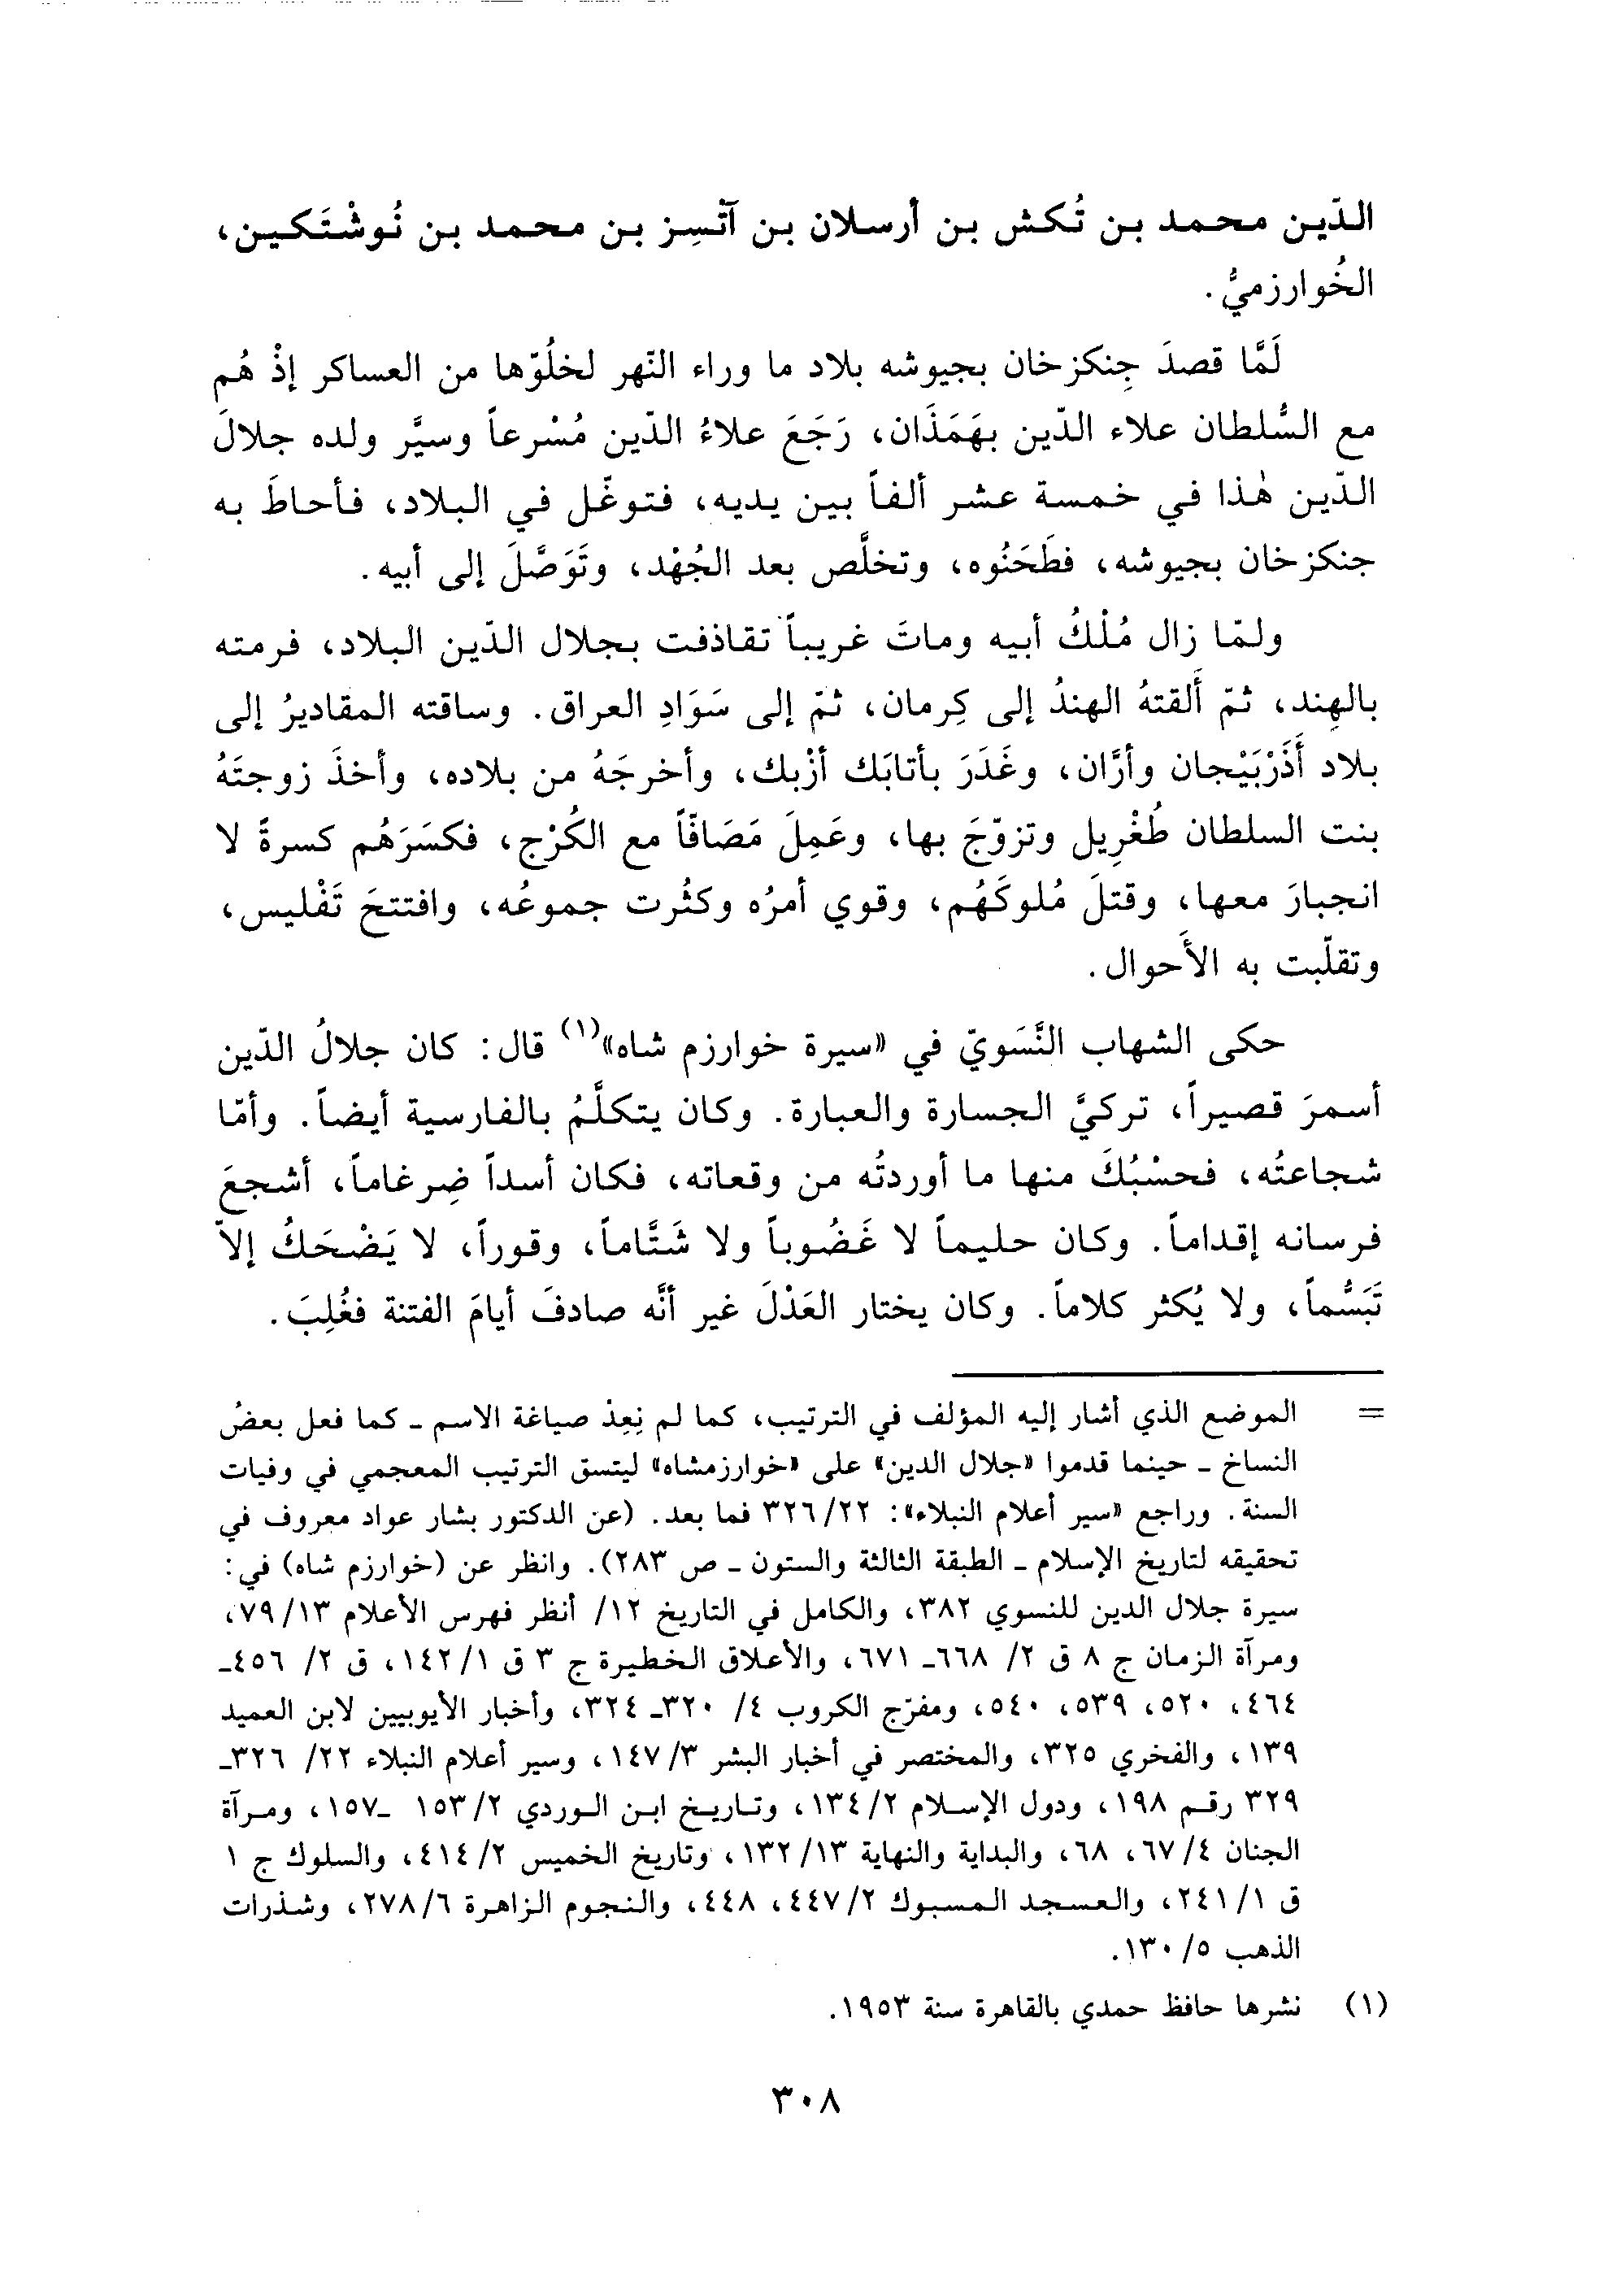 الدّين محمد بن تُكش بن أرسلان بن آتْسِز بن محمد بن نُوشْتَكين،
الخُوارزميُّ.
لَمَّا قصدَ جِنكزخان بجيوشه بلاد ما وراء النّهر لخلُوّها من العساكر إذْ هُم
مع السُّلطان علاء الدّين بهَمَذَان، رَجَعَ علاءُ الدّين مُسْرعاً وسيَّر ولده جلالَ
الدّين هٰذا في خمسة عشر ألفاً بين يديه، فتوغّل في البلاد، فأحاطَ به
جنكزخان بجيوشه، فطَحَنُوه، وتخلَّص بعد الجُهْد، وتَوَصَّلَ إلى أبيه.
ولمّا زال مُلْكُ أبيه وماتَ غريباً تقاذفت بجلال الدّين البلاد، فرمته
بالهِند، ثمّ أَلقتهُ الهندُ إلى كِرمان، ثمّ إلى سَوَادِ العراق. وساقته المقاديرُ إلى
بلاد أَذَرْبَيْجان وأرَّان، وغَدَرَ بأتابَك أزْبك، وأخرجَهُ من بلاده، وأخذَ زوجتَهُ
بنت السلطان طُغْرِيل وتزوّجَ بها، وعَمِلَ مَصَافّاً مع الكُرْج، فكسَرَهُم كسرةً لا
انجبارَ معها، وقتلَ مُلوكَهُم، وقوي أمرُه وكثُرت جموعُه، وافتتحَ تَفْليس،
وتقلّبت به الأَحوال.
حكى الشهاب النَّسَويّ في «سيرة خوارزم شاه»(١) قال: كان جلالُ الدّين
أسمرَ قصيراً، تركيَّ الجسارة والعبارة. وكان يتكلَّمُ بالفارسية أيضاً. وأمّا
شجاعتُه، فحسْبُكَ منها ما أوردتُه من وقعاته، فكان أسداً ضِرغاماً، أشجعَ
فرسانه إقداماً. وكان حليماً لا غَضُوباً ولا شَتَّاماً، وقوراً، لا يَضْحَكُ إلاّ
تَبَسُّماً، ولا يُكثر كلاماً. وكان يختار العَدْلَ غير أنَّه صادفَ أيامَ الفتنة فغُلِبَ.
= الموضع الذي أشار إليه المؤلف في الترتيب، كما لم نِعِدْ صياغة الاسم ـ كما فعل بعضُ
النساخ ـ حينما قدموا «جلال الدين» على «خوارزمشاه» ليتسق الترتيب المعجمي في وفيات
السنة. وراجع «سير أعلام النبلاء»: ٣٢٦/٢٢ فما بعد. (عن الدكتور بشار عواد معروف في
تحقيقه لتاريخ الإسلام ـ الطبقة الثالثة والستون ـ ص ٢٨٣). وانظر عن (خوارزم شاه) في:
سيرة جلال الدين للنسوي ٣٨٢، والكامل في التاريخ ١٢/ أنظر فهرس الأعلام ٧٩/١٣،
ومرآة الزمان ج ٨ ق ٢/ ٦٦٨ـ ٦٧١، والأعلاق الخطيرة ج ٣ ق ١٤٢/١، ق ٢/ ٤٥٦ـ
٤٦٤، ٥٢٠، ٥٣٩، ٥٤٠، ومفرّج الكروب ٤/ ٣٢٠ـ ٣٢٤، وأخبار الأيوبيين لابن العميد
١٣٩، والفخري ٣٢٥، والمختصر في أخبار البشر ١٤٧/٣، وسير أعلام النبلاء ٢٢/ ٣٢٦ـ
٣٢٩ رقم ١٩٨، ودول الإسلام ١٣٤/٢، وتاريخ ابن الوردي ١٥٣/٢ ـ١٥٧، ومرآة
الجنان ٤/ ٦٧، ٦٨، والبداية والنهاية ١٣٢/١٣، وتاريخ الخميس ٤١٤/٢، والسلوك ج ١
ق ٢٤١/١، والعسجد المسبوك ٤٤٧/٢، ٤٤٨، والنجوم الزاهرة ٢٧٨/٦، وشذرات
الذهب ١٣٠/٥.
(١) نشرها حافظ حمدي بالقاهرة سنة ١٩٥٣.
٣٠٨